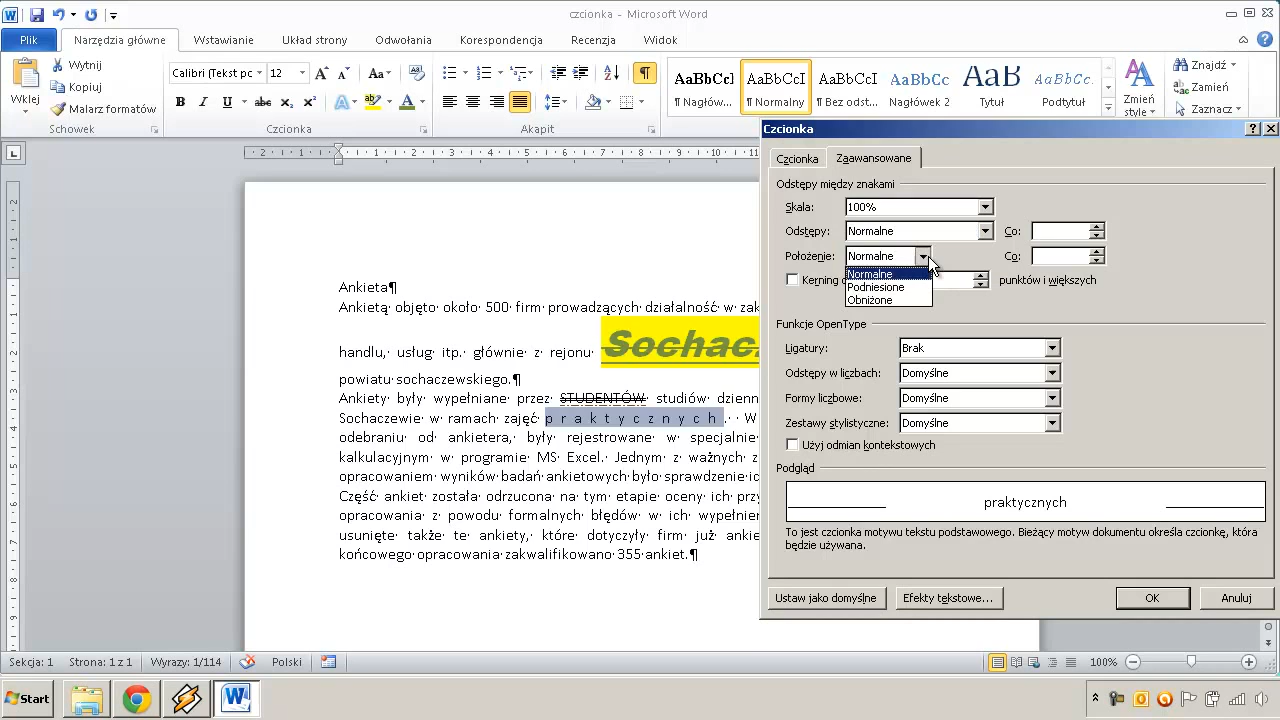 czcionka - Microsoft Word
Plik Narzędzia główne Wstawianie Układ strony Odwołania Korespondencja Recenzja Widok
Wklej
Wytnij
Kopiuj
Malarz formatów
Schowek
Calibri (Tekst pc 12
Czcionka
Akapit
AaBbCcI AaBbCcI AaBbCcI AaBbCc AaB AaBbCc
¶ Nagłów... ¶ Normalny ¶ Bez odst... Nagłówek 2 Tytuł Podtytuł
Zmień style
Znajdź
Zamień
Zaznacz
Czcionka
Czcionka Zaawansowane
Odstępy między znakami
Skala: 100%
Odstępy: Normalne Co:
Położenie: Normalne Co:
Normalne
Podniesione
Obniżone
Kerning punktów i większych
Funkcje OpenType
Ligatury: Brak
Odstępy w liczbach: Domyślne
Formy liczbowe: Domyślne
Zestawy stylistyczne: Domyślne
Użyj odmian kontekstowych
Podgląd
praktycznych
To jest czcionka motywu tekstu podstawowego. Bieżący motyw dokumentu określa czcionkę, która
będzie używana.
Ustaw jako domyślne Efekty tekstowe... OK Anuluj
Ankieta¶
Ankietą objęto około 500 firm prowadzących działalność w
handlu, usług itp. głównie z rejonu
powiatu sochaczewskiego.¶
Ankiety były wypełniane przez STUDENTÓW studiów
Sochaczewie w ramach zajęć praktycznych. W
odebraniu od ankietera, były rejestrowane w
kalkulacyjnym w programie MS Excel. Jednym z ważnych
opracowaniem wyników badań ankietowych było sprawdzenie
Część ankiet została odrzucona na tym etapie oceny ich
opracowania z powodu formalnych błędów w ich
usunięte także te ankiety, które dotyczyły firm już
końcowego opracowania zakwalifikowano 355 ankiet.¶
Sekcja: 1 Strona: 1 z 1 Wyrazy: 1/114 Polski 100%
Start